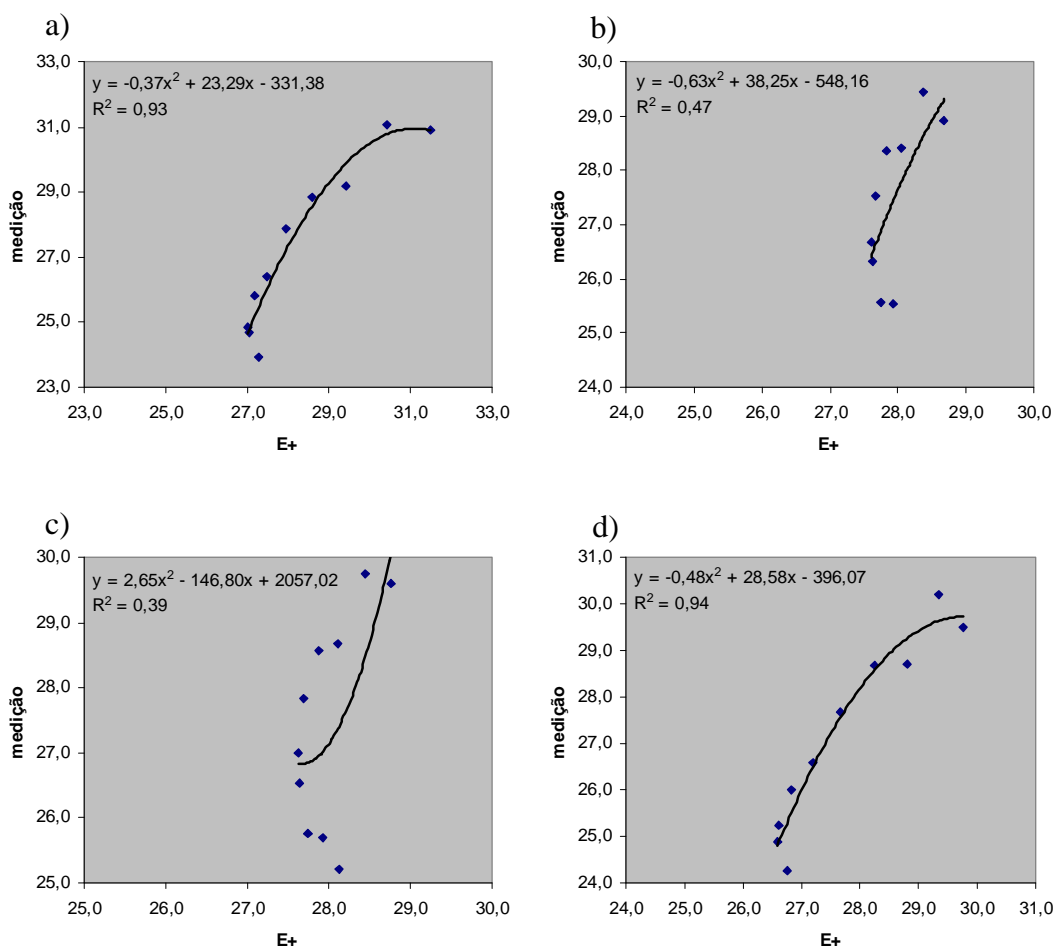 a)
y = -0,37x² + 23,29x - 331,38
R² = 0,93
33,0
31,0
29,0
27,0
25,0
23,0
medição
23,0 25,0 27,0 29,0 31,0 33,0
E+
b)
y = -0,63x² + 38,25x - 548,16
R² = 0,47
30,0
29,0
28,0
27,0
26,0
25,0
24,0
medição
24,0 25,0 26,0 27,0 28,0 29,0 30,0
E+
c)
y = 2,65x² - 146,80x + 2057,02
R² = 0,39
30,0
29,0
28,0
27,0
26,0
25,0
medição
25,0 26,0 27,0 28,0 29,0 30,0
E+
d)
y = -0,48x² + 28,58x - 396,07
R² = 0,94
31,0
30,0
29,0
28,0
27,0
26,0
25,0
24,0
medição
24,0 25,0 26,0 27,0 28,0 29,0 30,0 31,0
E+